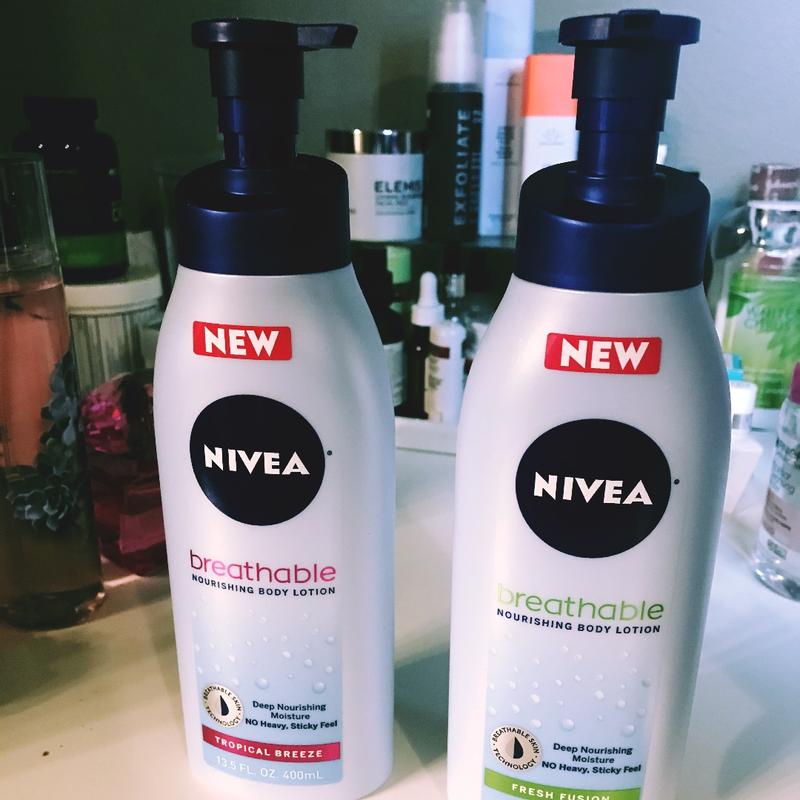 NEW
NIVEA
breathable
NOURISHING BODY LOTION
BREATHABLE SKIN
TECHNOLOGY
Deep Nourishing
Moisture
NO Heavy, Sticky Feel
TROPICAL BREEZE
13.5 FL. OZ. 400mL
NEW
NIVEA
breathable
NOURISHING BODY LOTION
BREATHABLE SKIN
TECHNOLOGY
Deep Nourishing
Moisture
NO Heavy, Sticky Feel
FRESH FUSION
ELEMIS
EXFOLIATE
WHITE
CITRUS